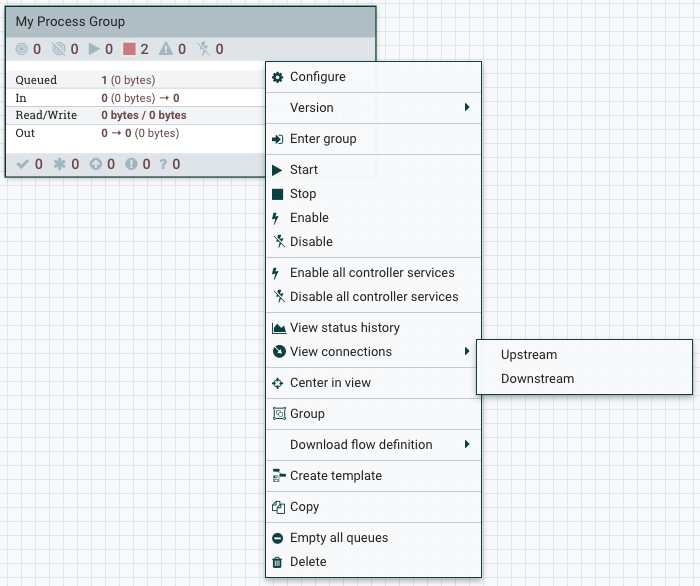 My Process Group
0 0 0 2 0 0
Queued 1 (0 bytes)
In 0 (0 bytes) → 0
Read/Write 0 bytes / 0 bytes
Out 0 → 0 (0 bytes)
0 0 0 0 ? 0
Configure
Version
Enter group
Start
Stop
Enable
Disable
Enable all controller services
Disable all controller services
View status history
View connections
Upstream
Downstream
Center in view
Group
Download flow definition
Create template
Copy
Empty all queues
Delete